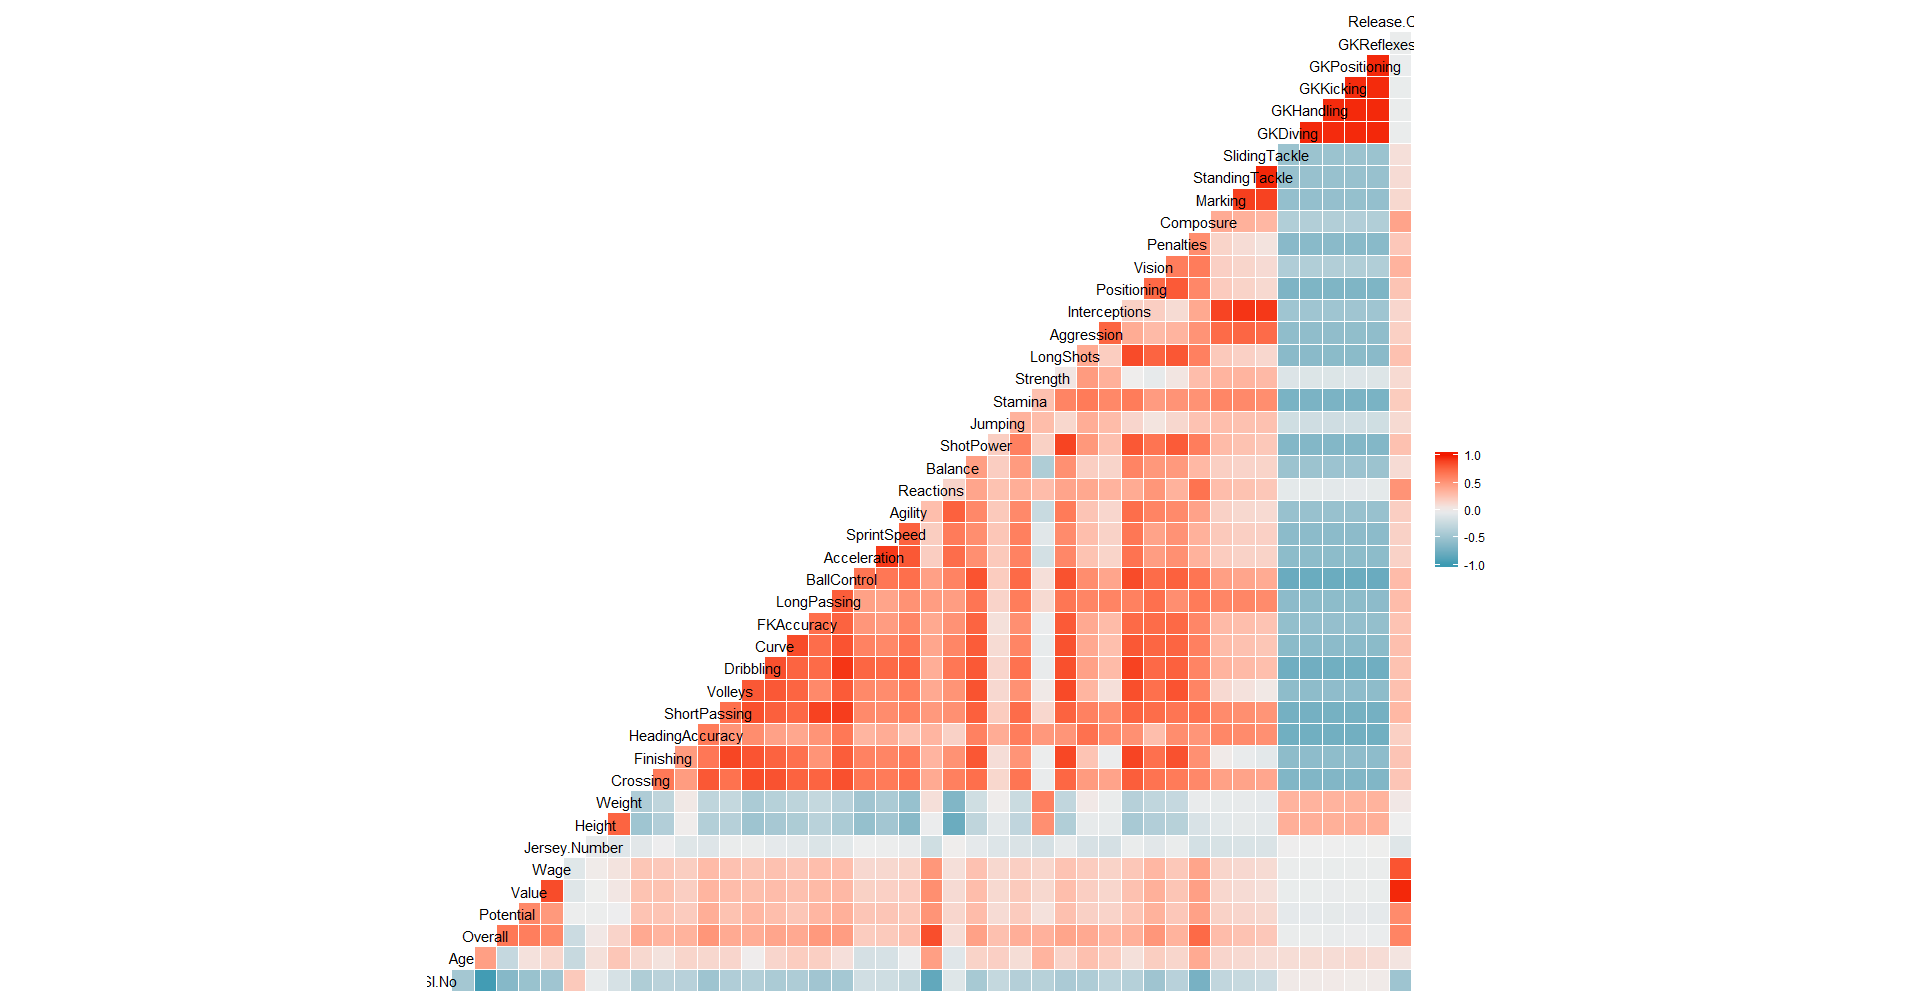 Release.C
GKReflexes
GKPositioning
GKKicking
GKHandling
GKDiving
SlidingTackle
StandingTackle
Marking
Composure
Penalties
Vision
Positioning
Interceptions
Aggression
LongShots
Strength
Stamina
Jumping
ShotPower
Balance
Reactions
Agility
SprintSpeed
Acceleration
BallControl
LongPassing
FKAccuracy
Curve
Dribbling
Volleys
ShortPassing
HeadingAccuracy
Finishing
Crossing
Weight
Height
Jersey.Number
Wage
Value
Potential
Overall
Age
Sl.No
1.0
0.5
0.0
-0.5
-1.0